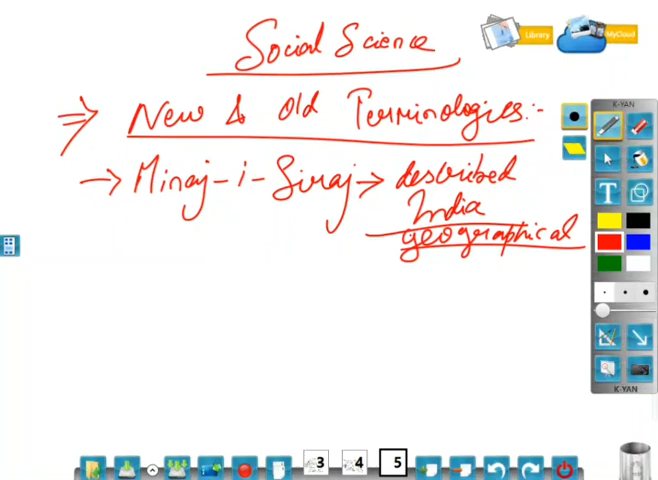 Social Science
Library
MyCloud
⇒ New & Old Terminologies:-
→ Minaj-i-Siraj → described
India
geographical
K-YAN
T
K-YAN
3 4 5